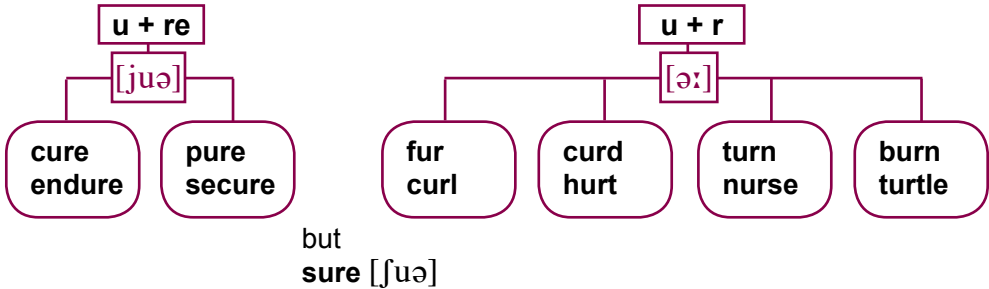 u + re
[juə]
cure
endure
pure
secure
but
sure [ʃuə]
u + r
[əː]
fur
curl
curd
hurt
turn
nurse
burn
turtle